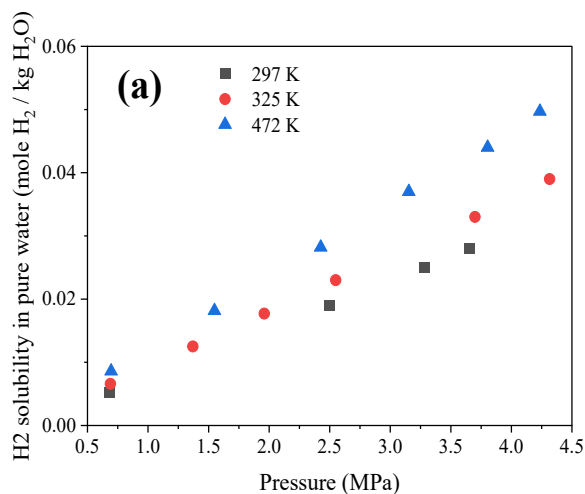 H2 solubility in pure water (mole H₂ / kg H₂O)
0.06
0.04
0.02
0.00
(a)
297 K
325 K
472 K
0.5 1.0 1.5 2.0 2.5 3.0 3.5 4.0 4.5
Pressure (MPa)